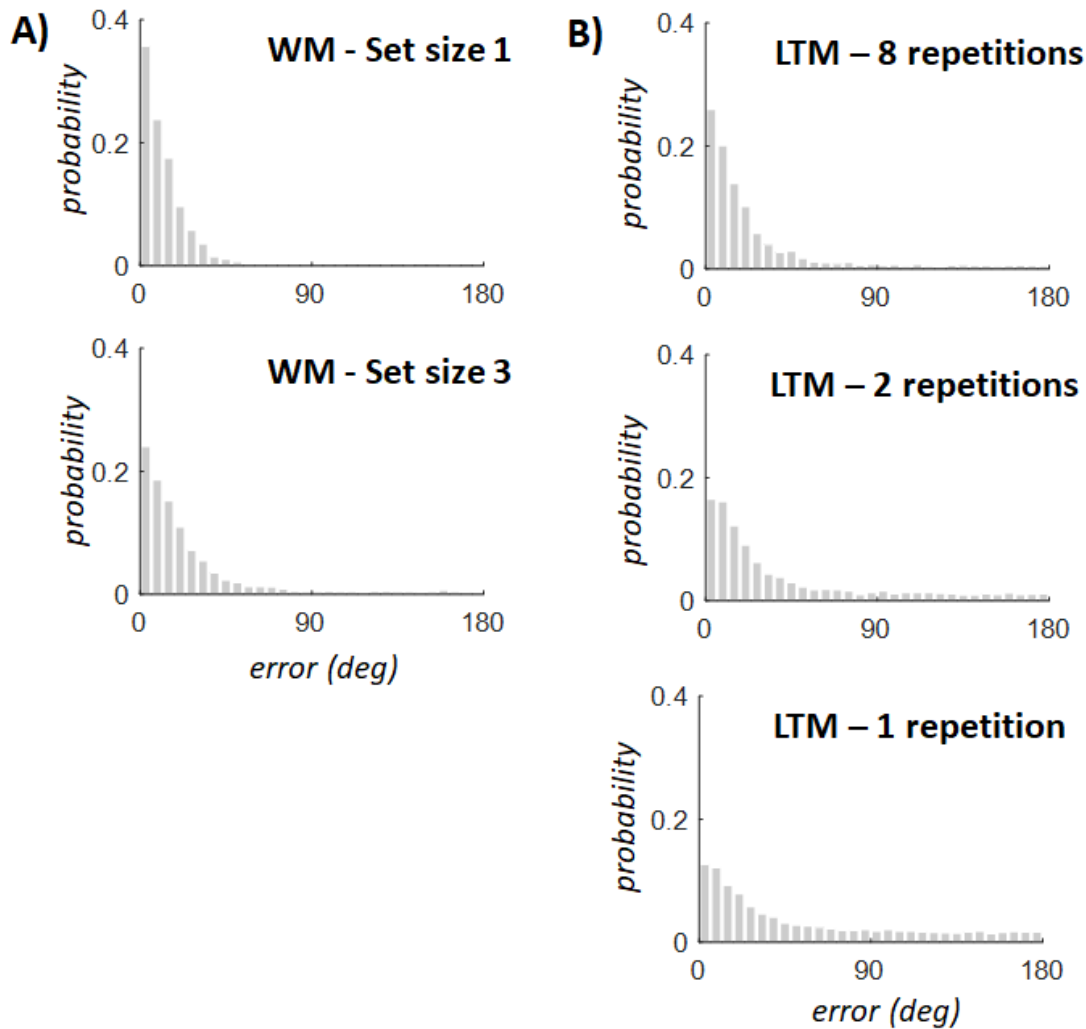 A)
WM - Set size 1
probability
0.4
0.2
0
0
90
180
WM - Set size 3
probability
0.4
0.2
0
0
90
180
error (deg)
B)
LTM – 8 repetitions
probability
0.4
0.2
0
0
90
180
LTM – 2 repetitions
probability
0.4
0.2
0
0
90
180
LTM – 1 repetition
probability
0.4
0.2
0
0
90
180
error (deg)